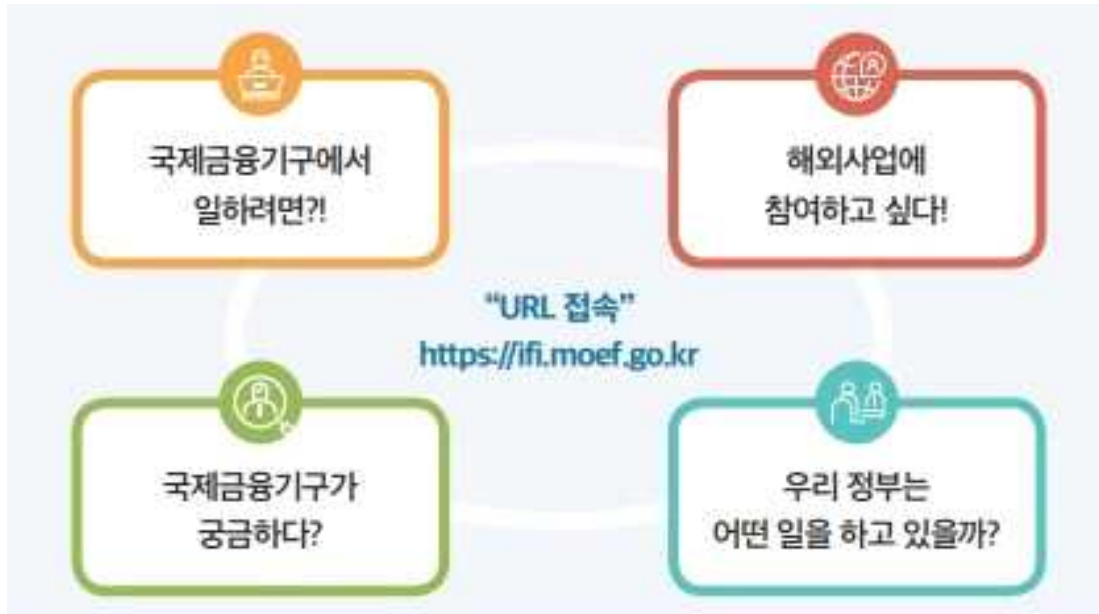 국제금융기구에서
일하려면?!
해외사업에
참여하고 싶다!
“URL 접속”
https://ifi.moef.go.kr
국제금융기구가
궁금하다?
우리 정부는
어떤 일을 하고 있을까?